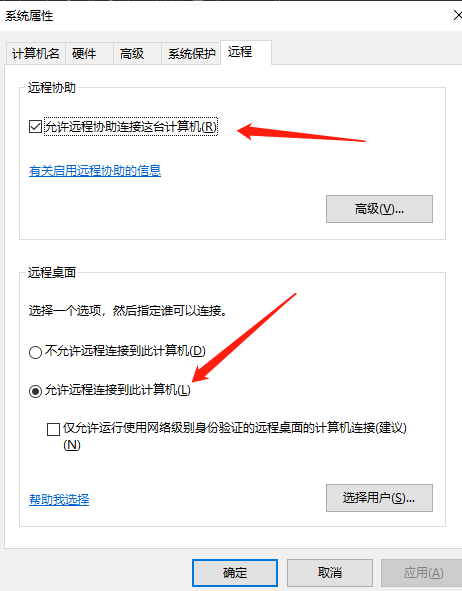 系统属性
计算机名 硬件 高级 系统保护 远程
远程协助
允许远程协助连接这台计算机(R)
有关启用远程协助的信息
高级(V)...
远程桌面
选择一个选项，然后指定谁可以连接。
不允许远程连接到此计算机(D)
允许远程连接到此计算机(L)
仅允许运行使用网络级别身份验证的远程桌面的计算机连接(建议)
(N)
帮助我选择 选择用户(S)...
确定 取消 应用(A)